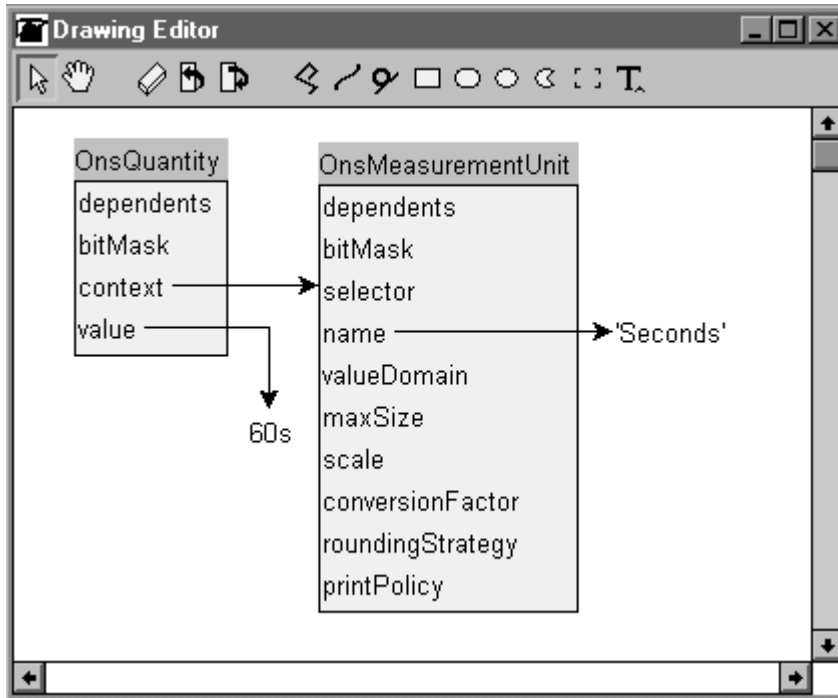 Drawing Editor
T
OnsQuantity
dependents
bitMask
context
value
60s
OnsMeasurementUnit
dependents
bitMask
selector
name
'Seconds'
valueDomain
maxSize
scale
conversionFactor
roundingStrategy
printPolicy